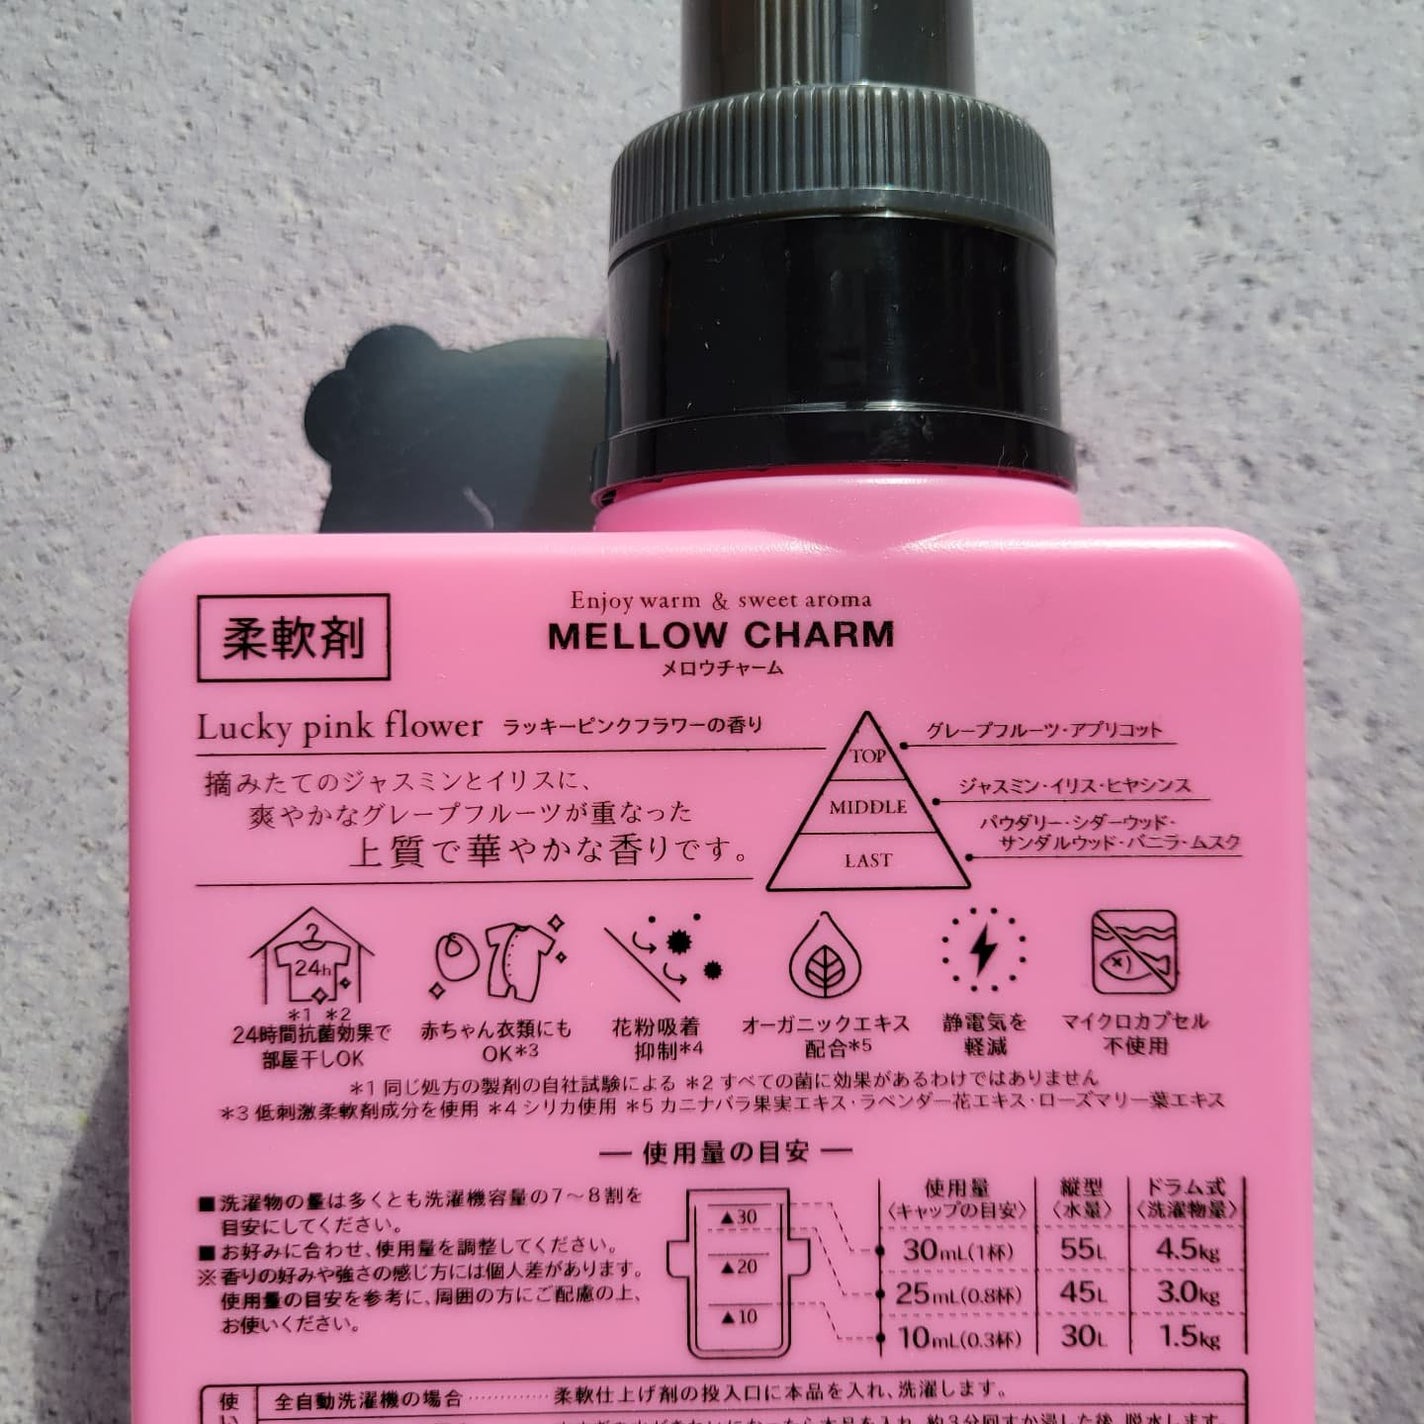 柔軟剤
Enjoy warm & sweet aroma
MELLOW CHARM
メロウチャーム
Lucky pink flower ラッキーピンクフラワーの香り
摘みたてのジャスミンとイリスに、
爽やかなグレープフルーツが重なった
上質で華やかな香りです。
TOP
グレープフルーツ・アプリコット
MIDDLE
ジャスミン・イリス・ヒヤシンス
LAST
パウダリー・シダーウッド・
サンダルウッド・バニラ・ムスク
24h
*1 *2
24時間抗菌効果で
部屋干しOK
赤ちゃん衣類にも
OK*3
花粉吸着
抑制*4
オーガニックエキス
配合*5
静電気を
軽減
マイクロカプセル
不使用
*1 同じ処方の製剤の自社試験による *2 すべての菌に効果があるわけではありません
*3 低刺激柔軟剤成分を使用 *4 シリカ使用 *5 カニナバラ果実エキス・ラベンダー花エキス・ローズマリー葉エキス
— 使用量の目安 —
■洗濯物の量は多くとも洗濯機容量の7〜8割を
目安にしてください。
■お好みに合わせ、使用量を調整してください。
※香りの好みや強さの感じ方には個人差があります。
使用量の目安を参考に、周囲の方にご配慮の上、
お使いください。
▲30
▲20
▲10
使用量 縦型 ドラム式
〈キャップの目安〉 〈水量〉 〈洗濯物量〉
30mL(1杯) 55L 4.5kg
25mL(0.8杯) 45L 3.0kg
10mL(0.3杯) 30L 1.5kg
使い
全自動洗濯機の場合 ············ 柔軟仕上げ剤の投入口に本品を入れ、洗濯します。